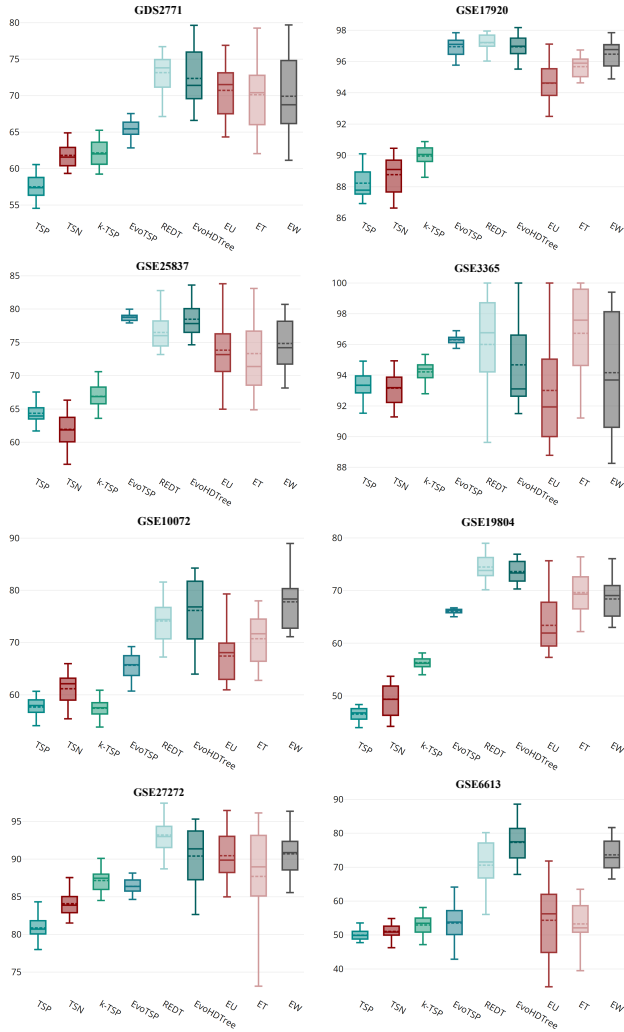 GDS2771
80
75
70
65
60
55
TSP
TSN
k-TSP
EvoTSP
REDT
EvoHDTree
EU
ET
EW
GSE17920
98
96
94
92
90
88
86
TSP
TSN
k-TSP
EvoTSP
REDT
EvoHDTree
EU
ET
EW
GSE25837
85
80
75
70
65
60
TSP
TSN
k-TSP
EvoTSP
REDT
EvoHDTree
EU
ET
EW
GSE3365
100
98
96
94
92
90
88
TSP
TSN
k-TSP
EvoTSP
REDT
EvoHDTree
EU
ET
EW
GSE10072
90
80
70
60
TSP
TSN
k-TSP
EvoTSP
REDT
EvoHDTree
EU
ET
EW
GSE19804
80
70
60
50
TSP
TSN
k-TSP
EvoTSP
REDT
EvoHDTree
EU
ET
EW
GSE27272
95
90
85
80
75
TSP
TSN
k-TSP
EvoTSP
REDT
EvoHDTree
EU
ET
EW
GSE6613
90
80
70
60
50
40
TSP
TSN
k-TSP
EvoTSP
REDT
EvoHDTree
EU
ET
EW